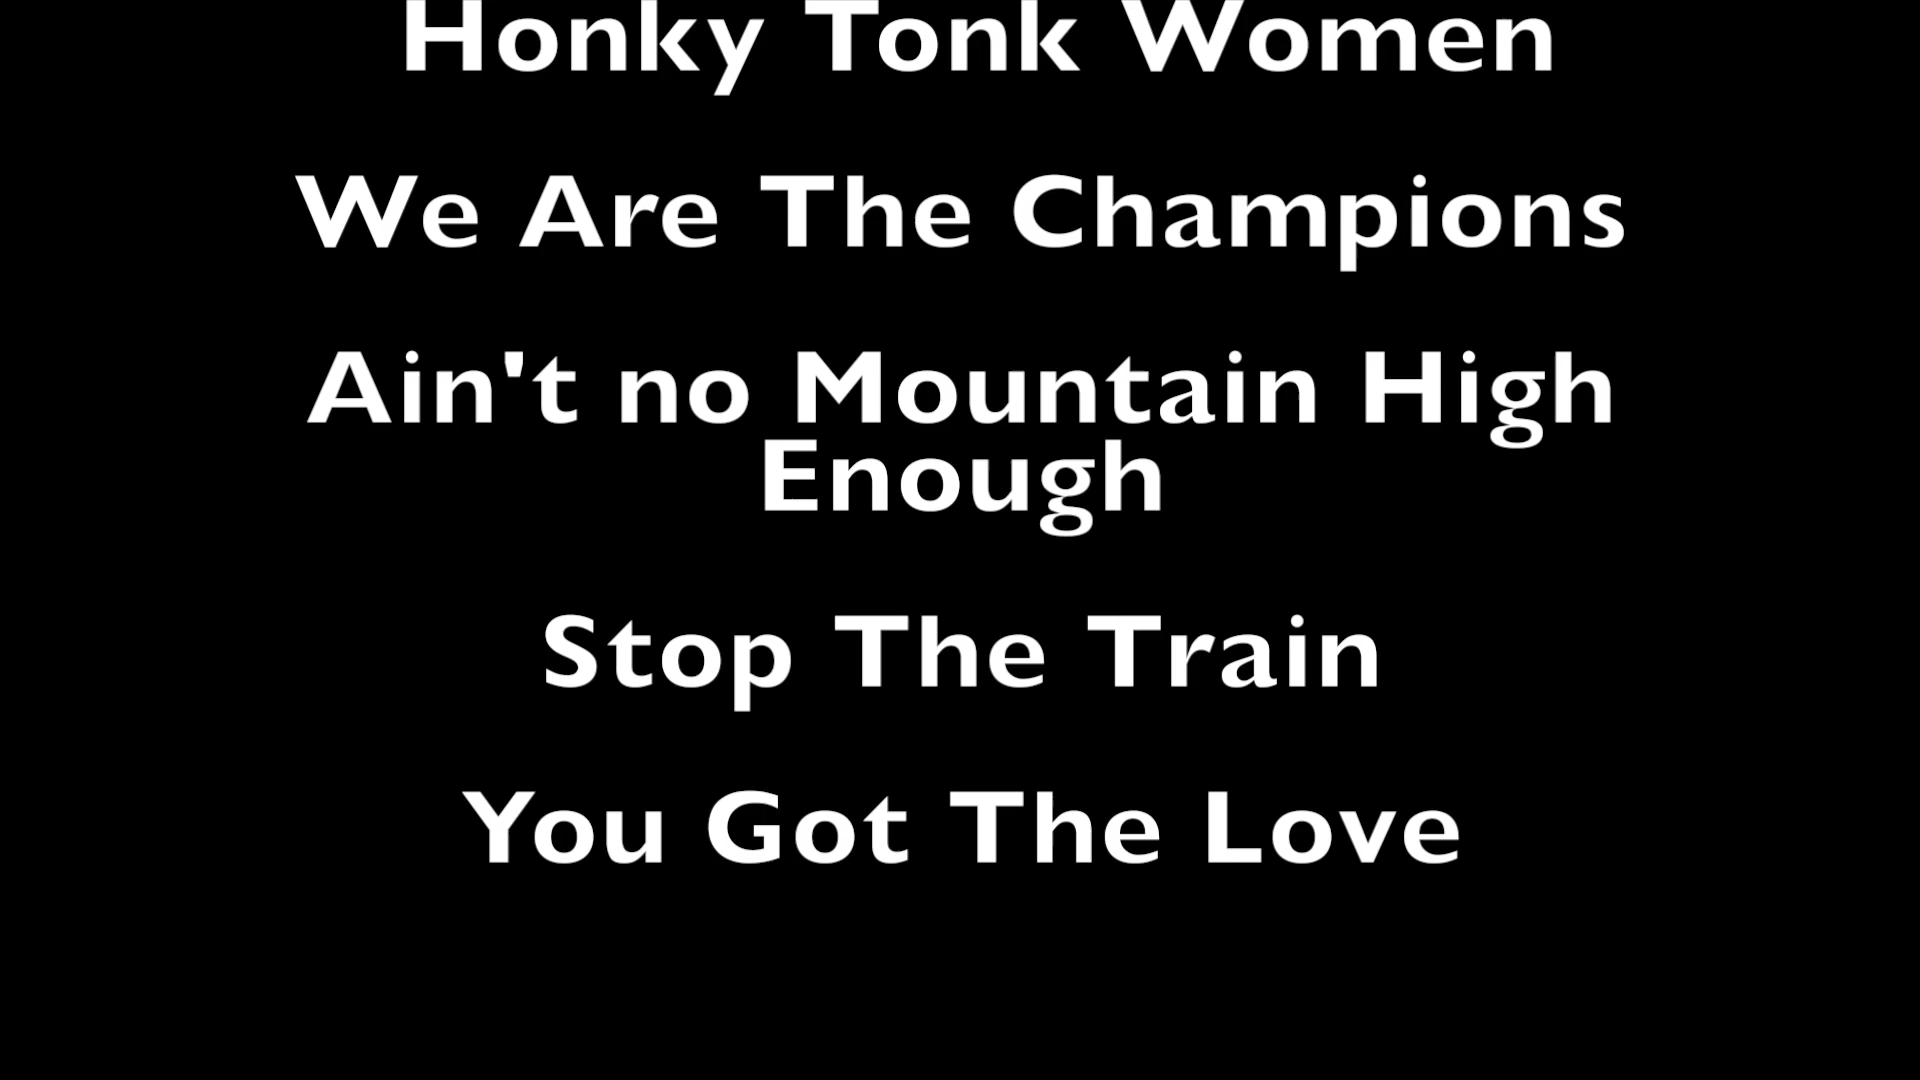 Honky Tonk Women
We Are The Champions
Ain't no Mountain High
Enough
Stop The Train
You Got The Love